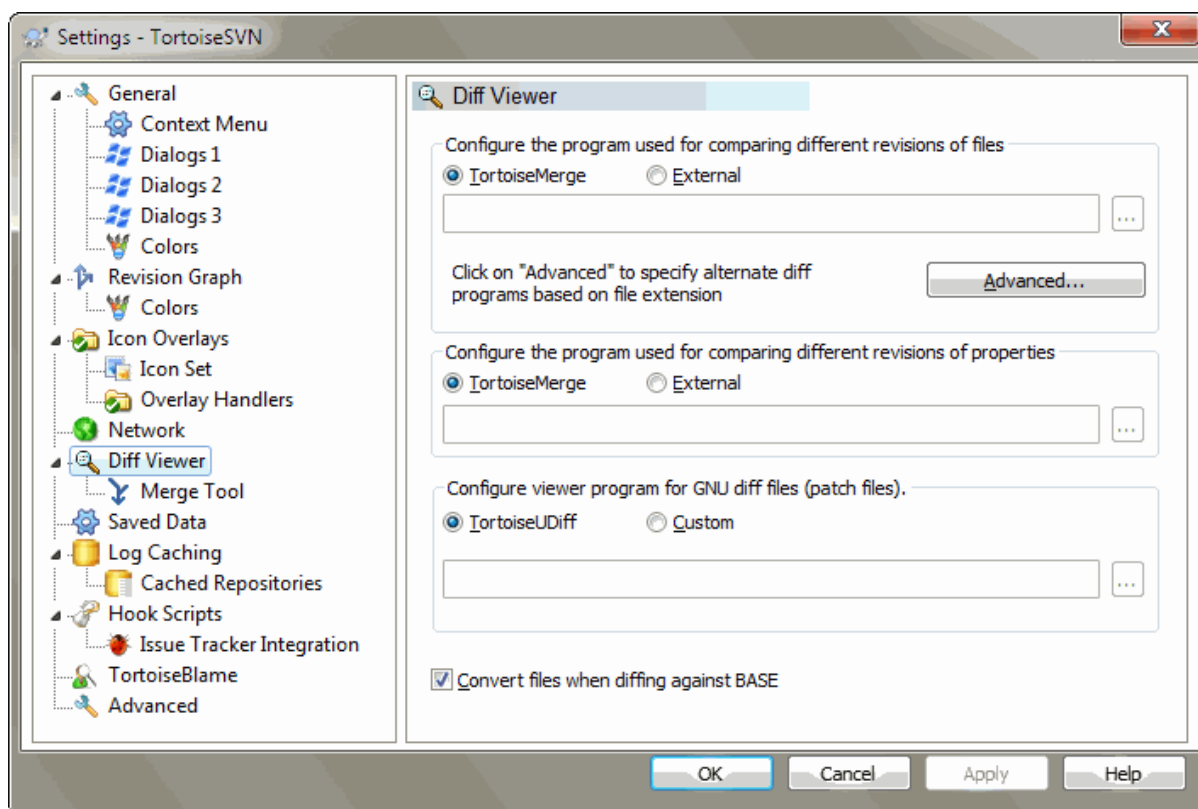 Settings - TortoiseSVN
General
Context Menu
Dialogs 1
Dialogs 2
Dialogs 3
Colors
Revision Graph
Colors
Icon Overlays
Icon Set
Overlay Handlers
Network
Diff Viewer
Merge Tool
Saved Data
Log Caching
Cached Repositories
Hook Scripts
Issue Tracker Integration
TortoiseBlame
Advanced
Diff Viewer
Configure the program used for comparing different revisions of files
TortoiseMerge External
...
Click on "Advanced" to specify alternate diff
programs based on file extension
Advanced...
Configure the program used for comparing different revisions of properties
TortoiseMerge External
...
Configure viewer program for GNU diff files (patch files).
TortoiseUDiff Custom
...
Convert files when diffing against BASE
OK Cancel Apply Help